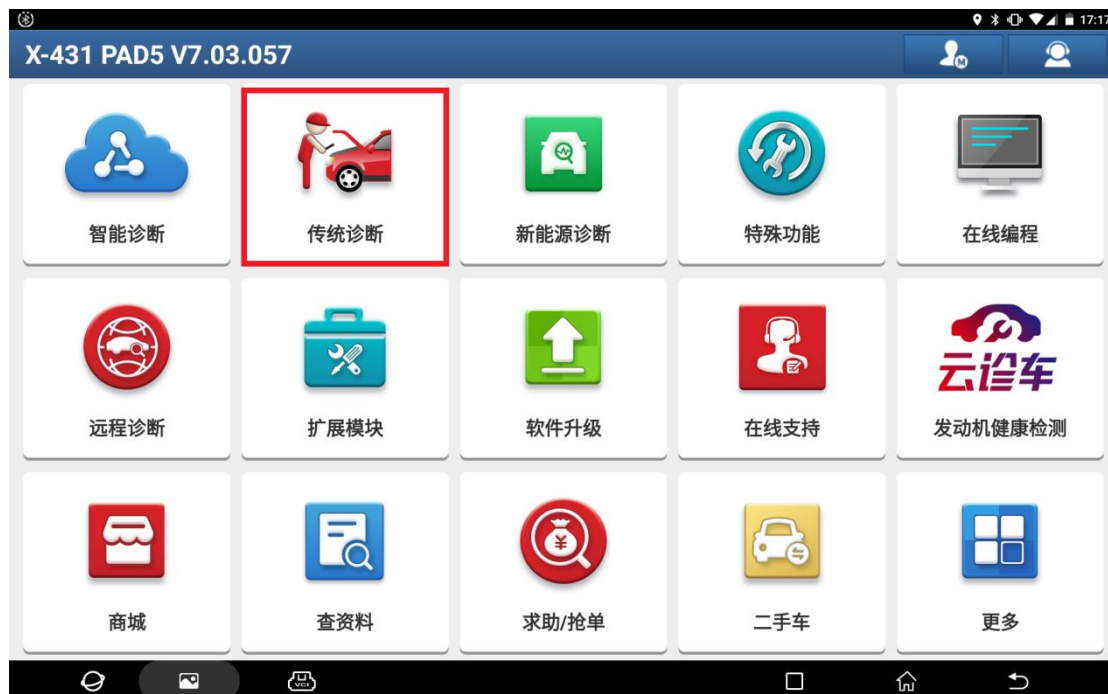 17:17
X-431 PAD5 V7.03.057
M
智能诊断
传统诊断
新能源诊断
特殊功能
在线编程
云诊车
远程诊断
扩展模块
软件升级
在线支持
发动机健康检测
¥
商城
查资料
求助/抢单
二手车
更多
VCI